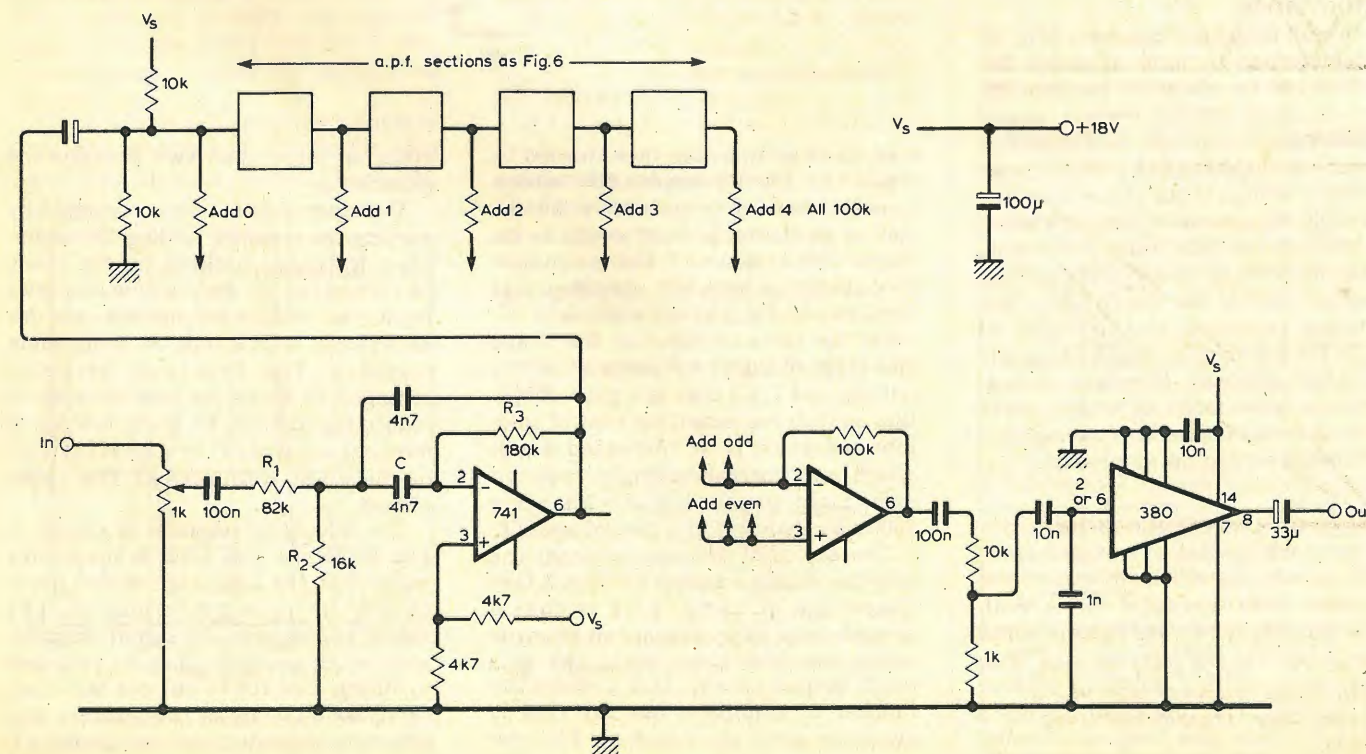 Vs
10k
a.p.f. sections as Fig.6
10k
Add 0
Add 1
Add 2
Add 3
Add 4 All 100k
Vs
+18V
100µ
4n7
R3
180k
In
1k
100n
R1
82k
C
4n7
2
-
741
6
3
+
R2
16k
4k7
Vs
4k7
Add odd
Add even
100k
2
-
6
3
+
100n
10k
1k
10n
1n
Vs
10n
2
or 6
380
14
7
8
33µ
Ou